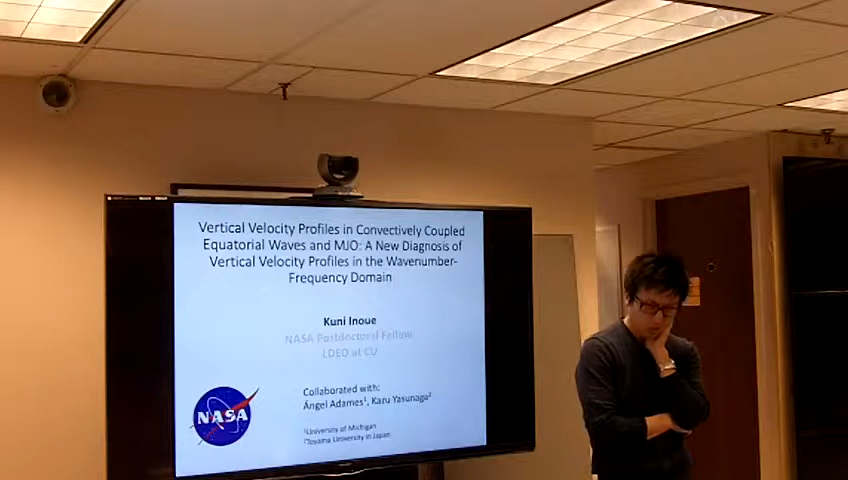 Vertical Velocity Profiles in Convectively Coupled
Equatorial Waves and MJO: A New Diagnosis of
Vertical Velocity Profiles in the Wavenumber-
Frequency Domain
Kuni Inoue
NASA Postdoctoral Fellow
LDEO at CU
Collaborated with:
Ángel Adames¹, Kazu Yasunaga²
NASA
¹University of Michigan
²Toyama University in Japan